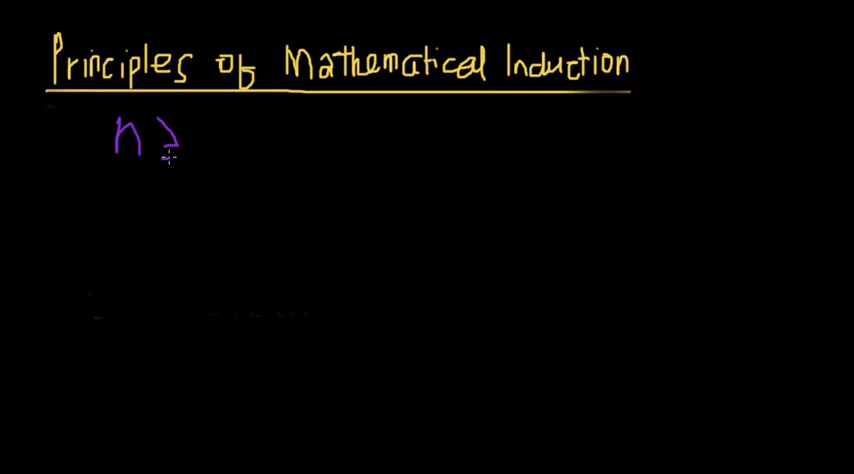 Principles of Mathematical Induction
n ≥